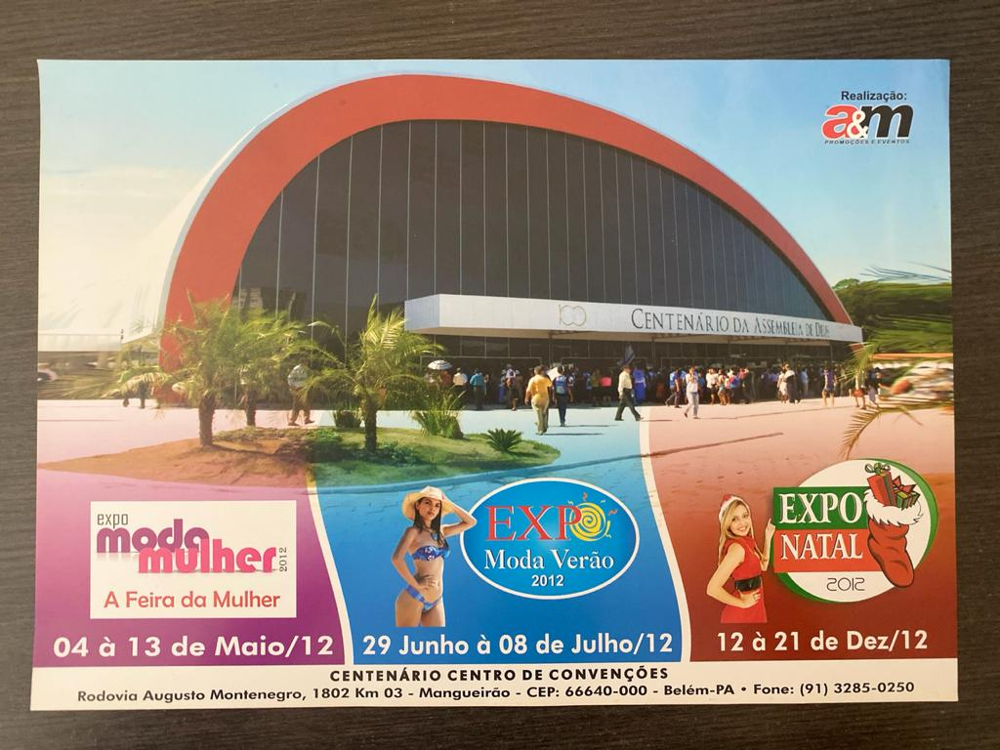 Realização:
a&m
PROMOÇÕES E EVENTOS
100 CENTENÁRIO DA ASSEMBLEIA DE DEUS
expo
moda
mulher 2012
A Feira da Mulher
04 à 13 de Maio/12
EXPO
Moda Verão
2012
29 Junho à 08 de Julho/12
EXPO
NATAL
2012
12 à 21 de Dez/12
CENTENÁRIO CENTRO DE CONVENÇÕES
Rodovia Augusto Montenegro, 1802 Km 03 - Mangueirão - CEP: 66640-000 - Belém-PA • Fone: (91) 3285-0250